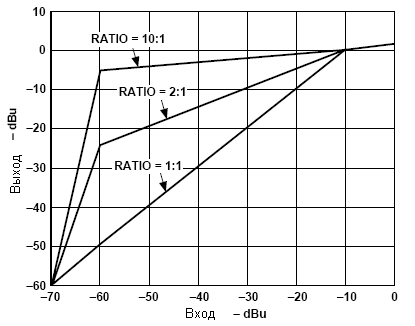 10
0
–10
–20
–30
–40
–50
–60
Выход – dBu
RATIO = 10:1
RATIO = 2:1
RATIO = 1:1
–70 –60 –50 –40 –30 –20 –10 0
Вход – dBu